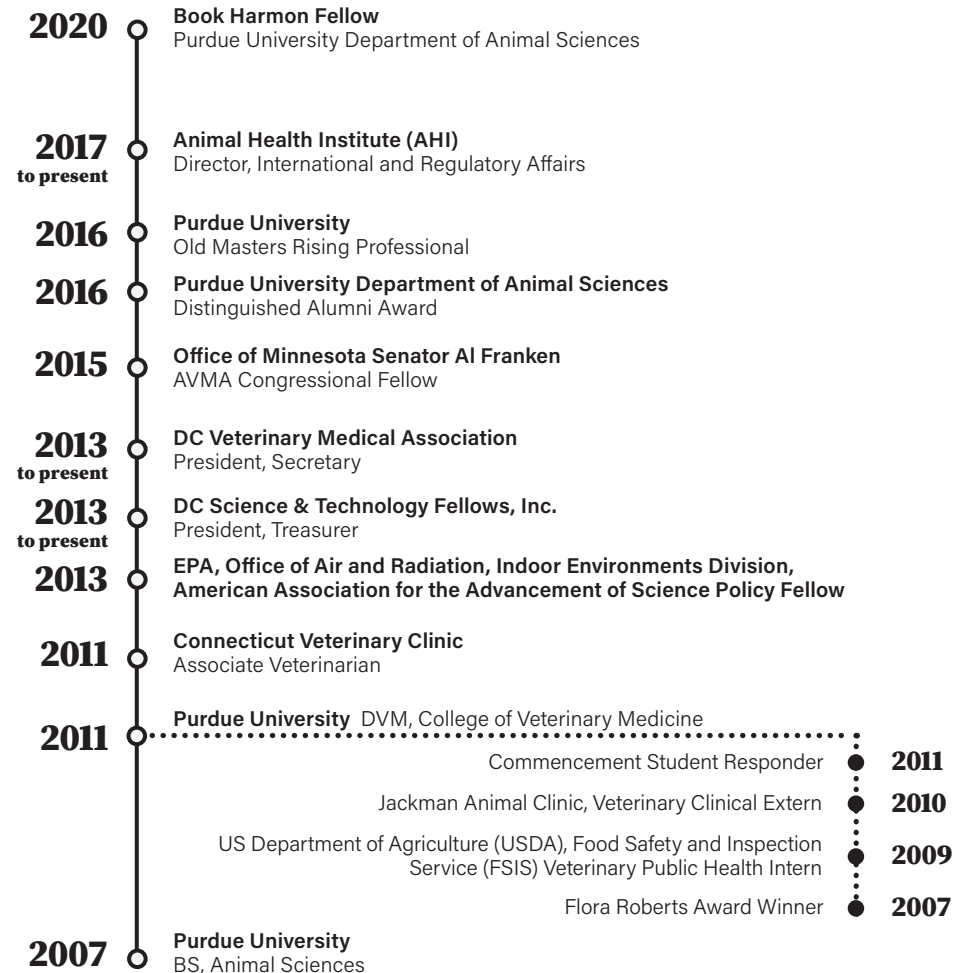 2020
Book Harmon Fellow
Purdue University Department of Animal Sciences
2017
to present
Animal Health Institute (AHI)
Director, International and Regulatory Affairs
2016
Purdue University
Old Masters Rising Professional
2016
Purdue University Department of Animal Sciences
Distinguished Alumni Award
2015
Office of Minnesota Senator Al Franken
AVMA Congressional Fellow
2013
to present
DC Veterinary Medical Association
President, Secretary
2013
to present
DC Science & Technology Fellows, Inc.
President, Treasurer
2013
EPA, Office of Air and Radiation, Indoor Environments Division,
American Association for the Advancement of Science Policy Fellow
2011
Connecticut Veterinary Clinic
Associate Veterinarian
2011
Purdue University DVM, College of Veterinary Medicine
Commencement Student Responder 2011
Jackman Animal Clinic, Veterinary Clinical Extern 2010
US Department of Agriculture (USDA), Food Safety and Inspection
Service (FSIS) Veterinary Public Health Intern
2009
Flora Roberts Award Winner 2007
2007
Purdue University
BS, Animal Sciences